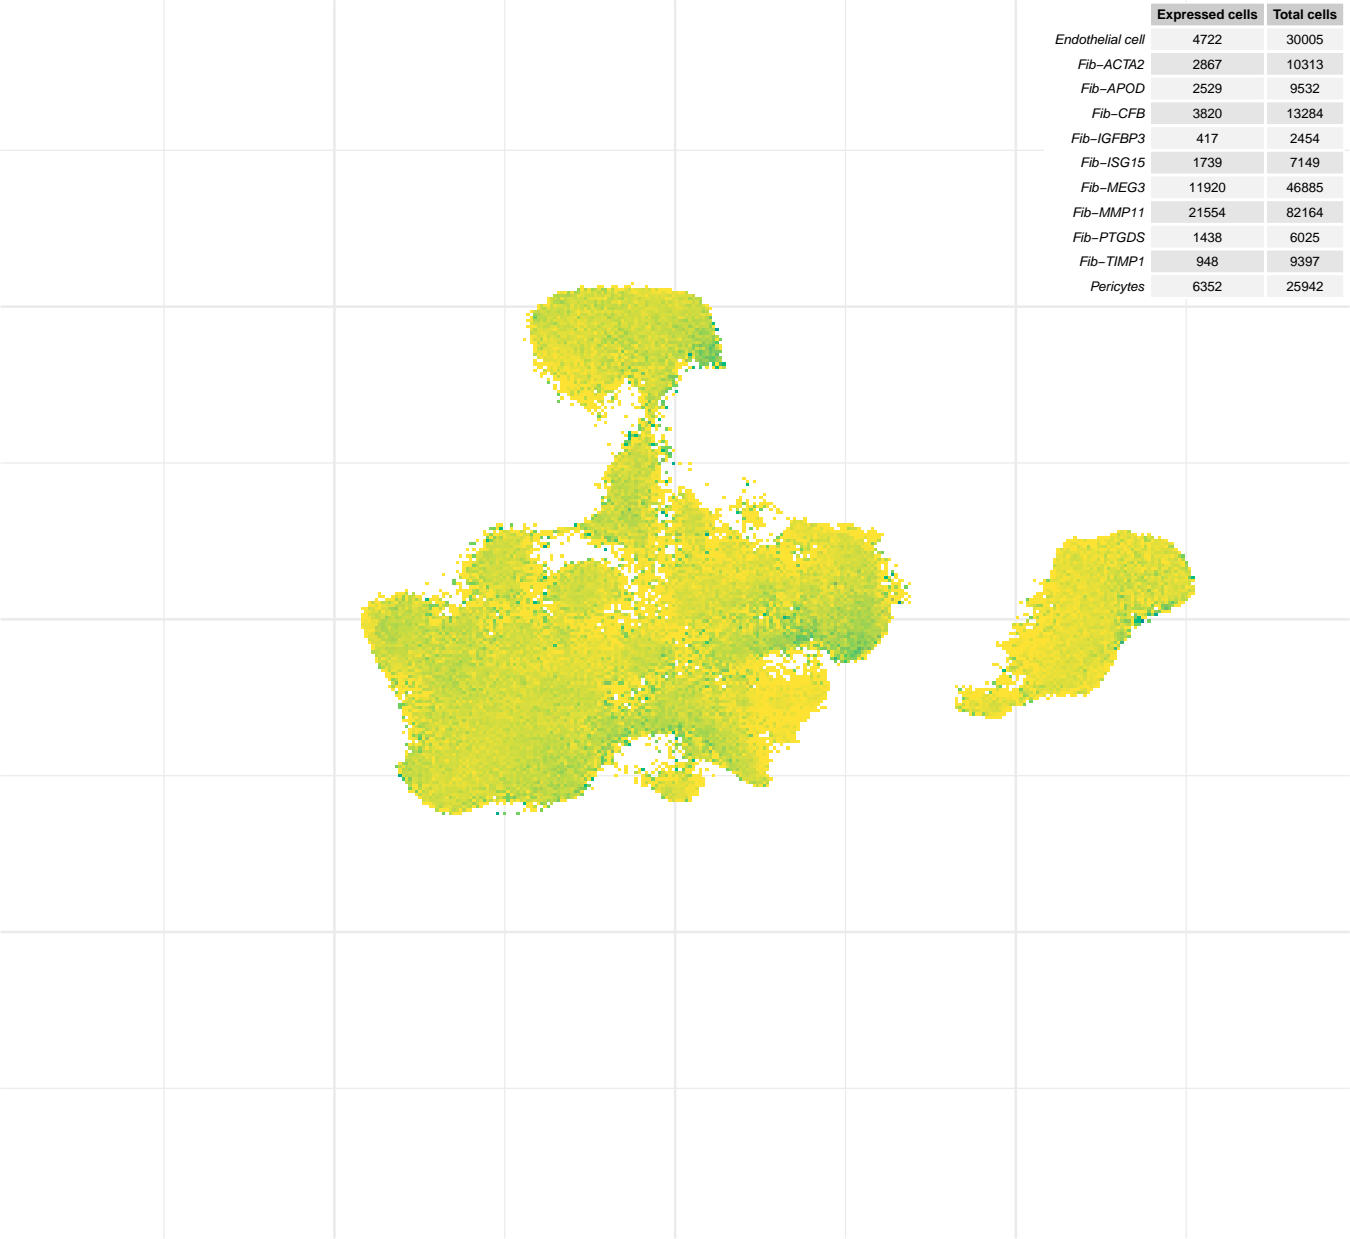 Expressed cells Total cells
Endothelial cell 4722 30005
Fib−ACTA2 2867 10313
Fib−APOD 2529 9532
Fib−CFB 3820 13284
Fib−IGFBP3 417 2454
Fib−ISG15 1739 7149
Fib−MEG3 11920 46885
Fib−MMP11 21554 82164
Fib−PTGDS 1438 6025
Fib−TIMP1 948 9397
Pericytes 6352 25942